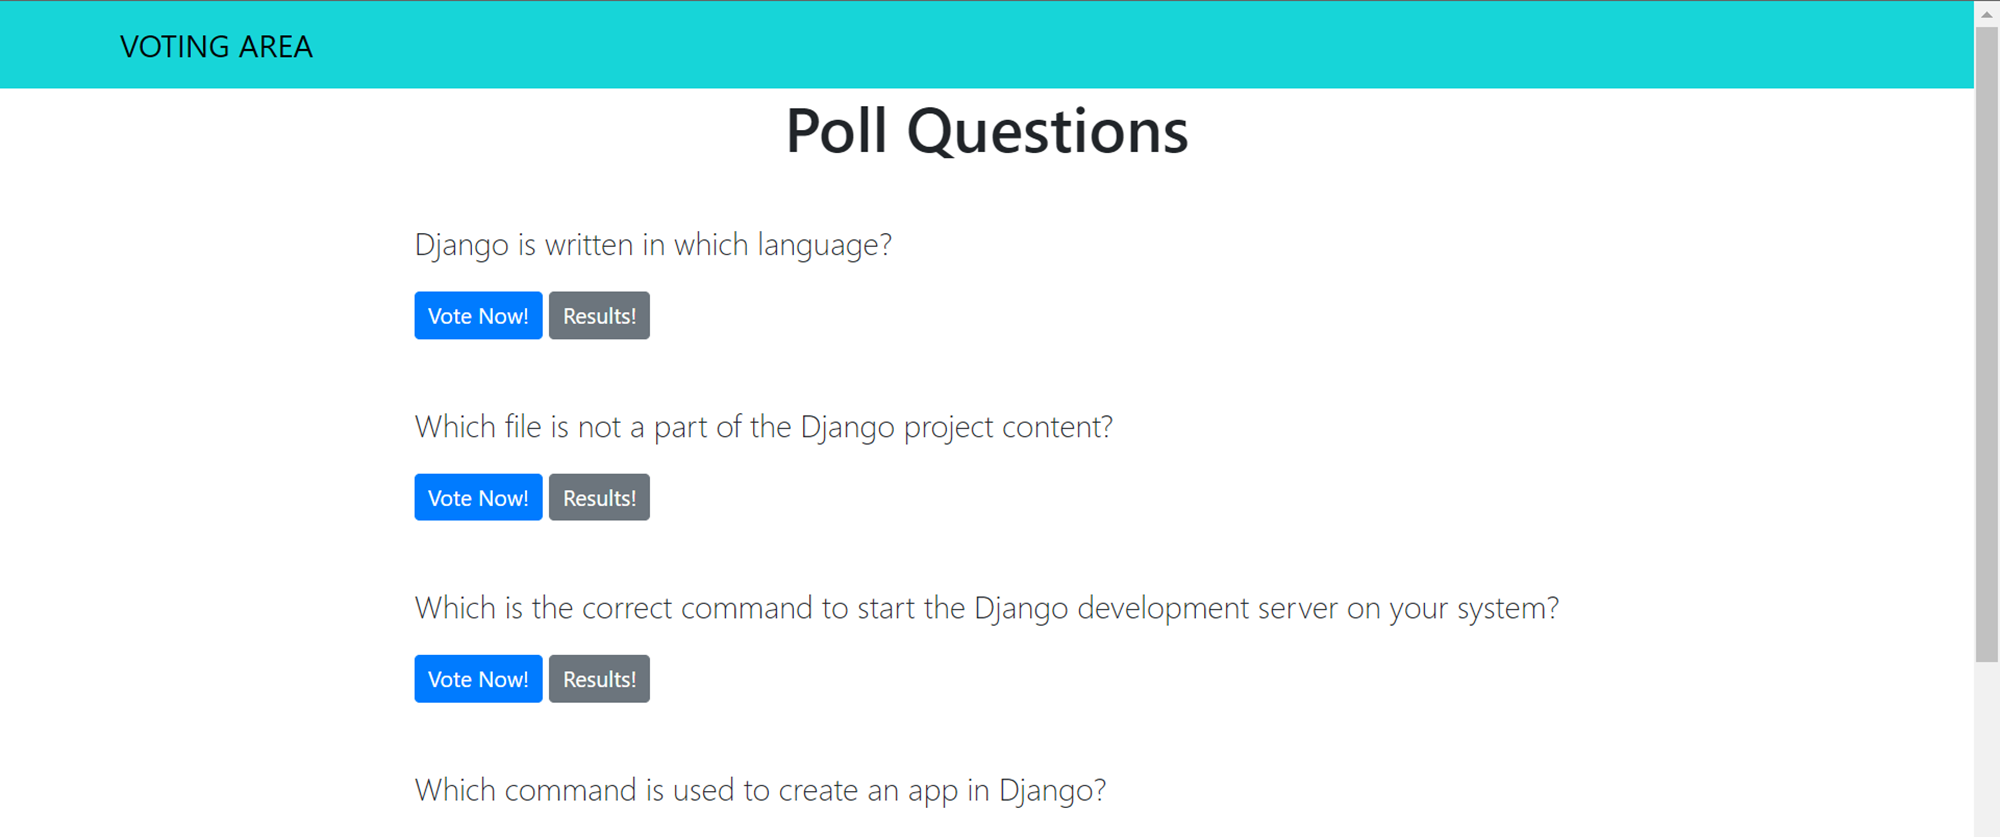 VOTING AREA
Poll Questions
Django is written in which language?
Vote Now! Results!
Which file is not a part of the Django project content?
Vote Now! Results!
Which is the correct command to start the Django development server on your system?
Vote Now! Results!
Which command is used to create an app in Django?